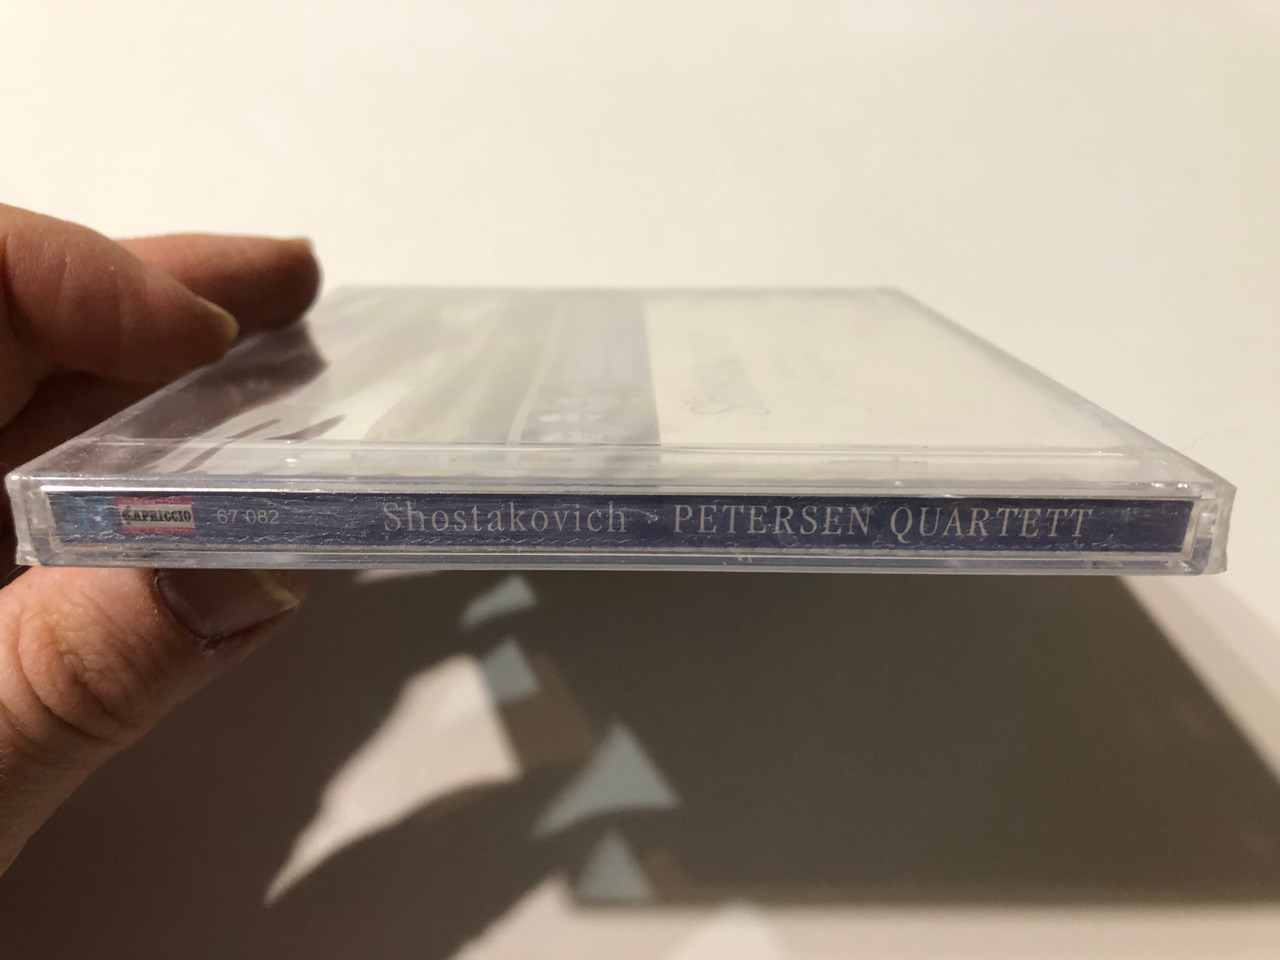 CAPRICCIO 67 082 Shostakovich PETERSEN QUARTETT